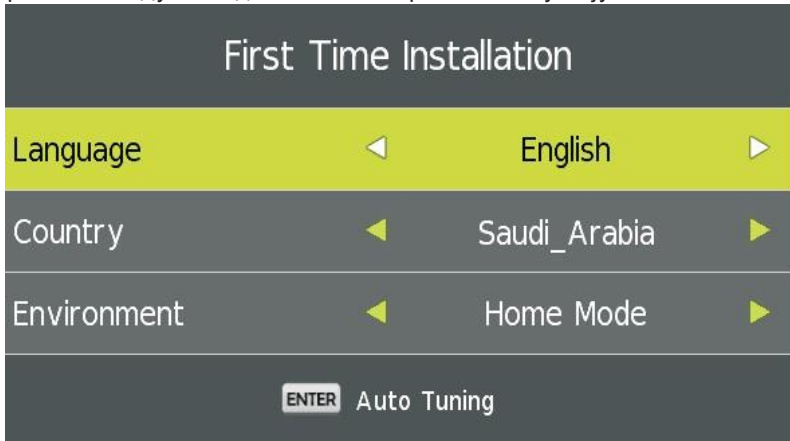 First Time Installation
Language English
Country Saudi_Arabia
Environment Home Mode
ENTER Auto Tuning